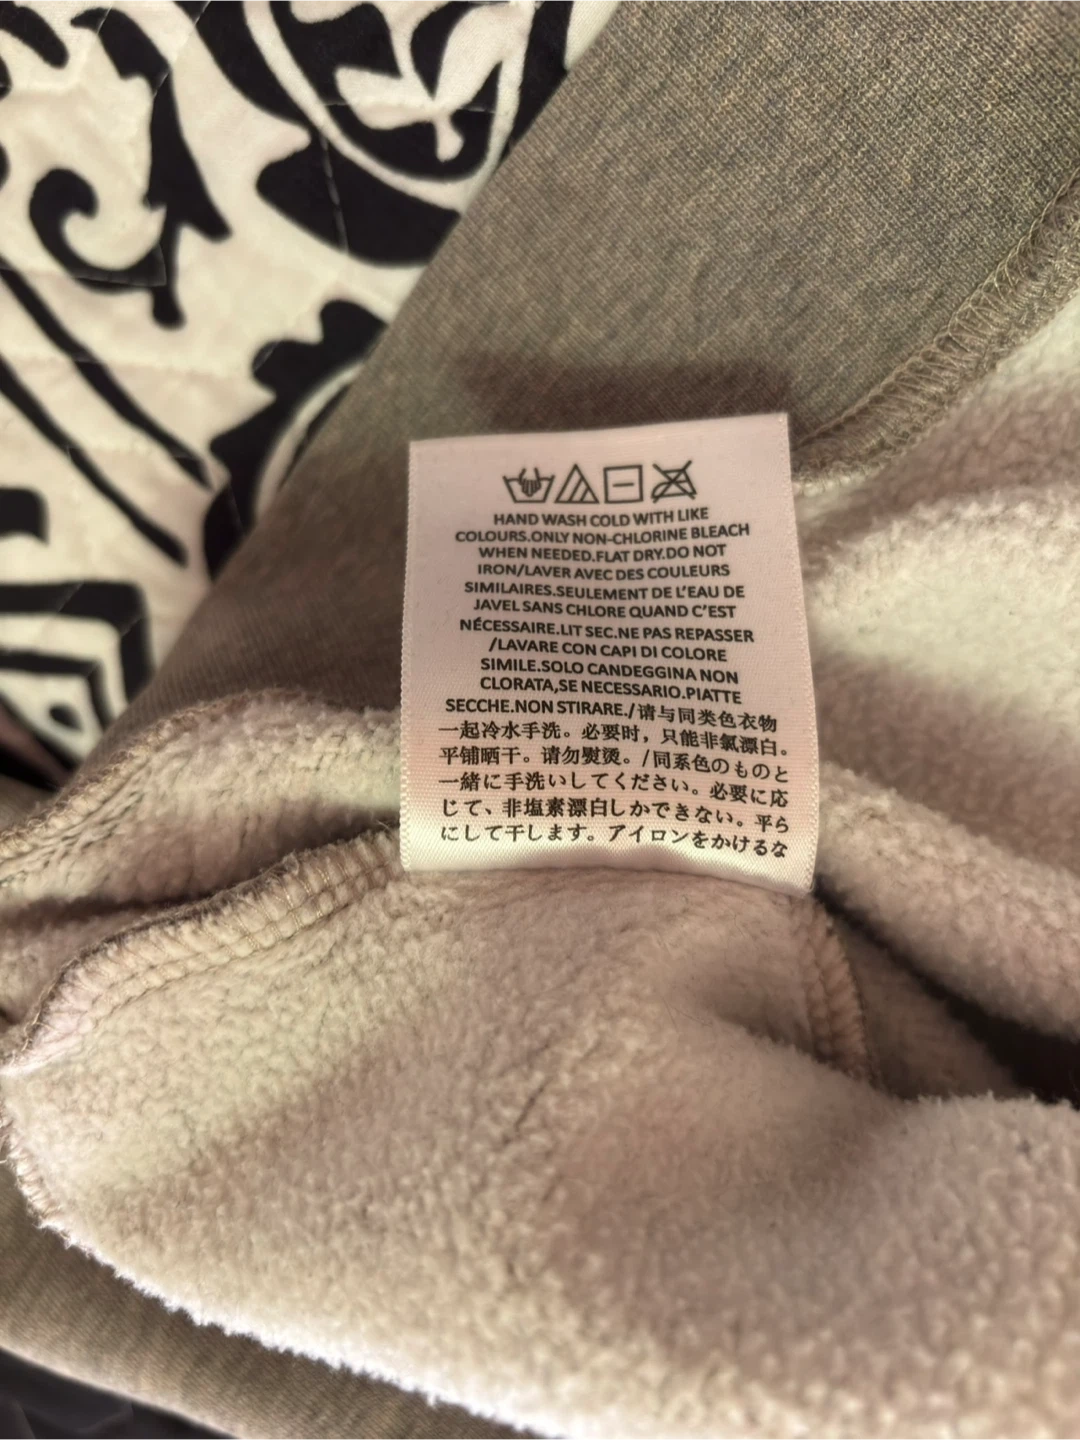 HAND WASH COLD WITH LIKE
COLOURS.ONLY NON-CHLORINE BLEACH
WHEN NEEDED.FLAT DRY.DO NOT
IRON/LAVER AVEC DES COULEURS
SIMILAIRES.SEULEMENT DE L'EAU DE
JAVEL SANS CHLORE QUAND C'EST
NÉCESSAIRE.LIT SEC.NE PAS REPASSER
/LAVARE CON CAPI DI COLORE
SIMILE.SOLO CANDEGGINA NON
CLORATA,SE NECESSARIO.PIATTE
SECCHE.NON STIRARE./请与同类色衣物
一起冷水手洗。必要时，只能非氯漂白。
平铺晒干。请勿熨烫。/同系色のものと
一緒に手洗いしてください。必要に応
じて、非塩素漂白しかできない。平ら
にして干します。アイロンをかけるな